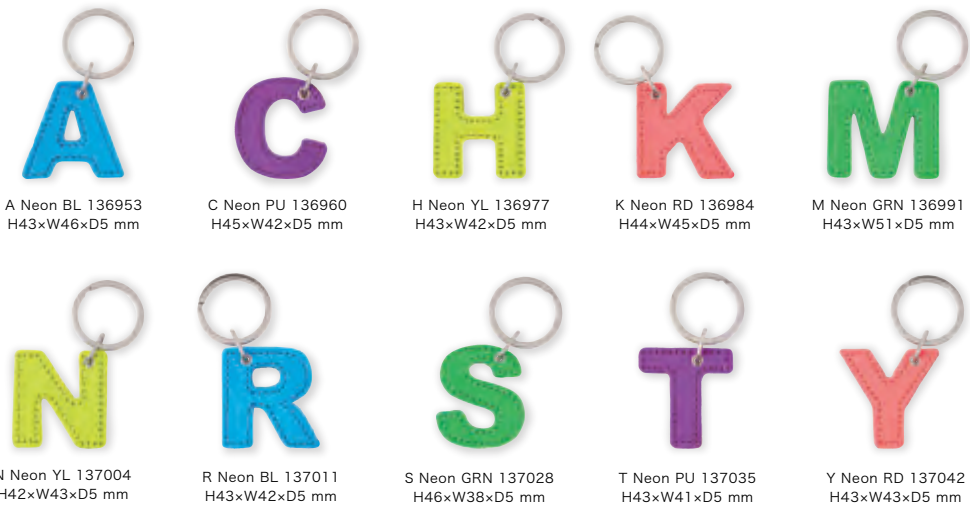 A
C
H
K
M
A Neon BL 136953
H43×W46×D5 mm
C Neon PU 136960
H45×W42×D5 mm
H Neon YL 136977
H43×W42×D5 mm
K Neon RD 136984
H44×W45×D5 mm
M Neon GRN 136991
H43×W51×D5 mm
N
R
S
T
Y
N Neon YL 137004
H42×W43×D5 mm
R Neon BL 137011
H43×W42×D5 mm
S Neon GRN 137028
H46×W38×D5 mm
T Neon PU 137035
H43×W41×D5 mm
Y Neon RD 137042
H43×W43×D5 mm